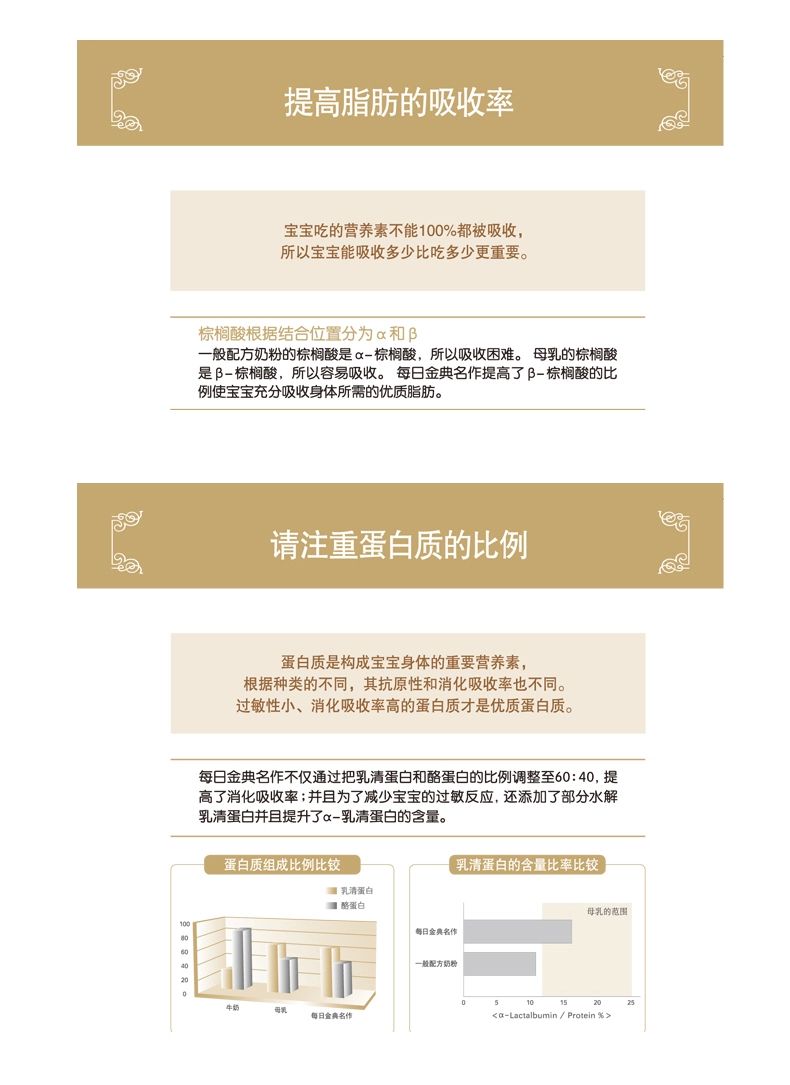 提高脂肪的吸收率
宝宝吃的营养素不能100%都被吸收，
所以宝宝能吸收多少比吃多少更重要。
棕榈酸根据结合位置分为α和β
一般配方奶粉的棕榈酸是α-棕榈酸，所以吸收困难。 母乳的棕榈酸
是β-棕榈酸，所以容易吸收。 每日金典名作提高了β-棕榈酸的比
例使宝宝充分吸收身体所需的优质脂肪。
请注重蛋白质的比例
蛋白质是构成宝宝身体的重要营养素，
根据种类的不同，其抗原性和消化吸收率也不同。
过敏性小、消化吸收率高的蛋白质才是优质蛋白质。
每日金典名作不仅通过把乳清蛋白和酪蛋白的比例调整至60:40, 提
高了消化吸收率；并且为了减少宝宝的过敏反应, 还添加了部分水解
乳清蛋白并且提升了α-乳清蛋白的含量。
蛋白质组成比例比较
乳清蛋白
酪蛋白
100
80
60
40
20
0
牛奶
母乳
每日金典名作
乳清蛋白的含量比率比较
母乳的范围
每日金典名作
一般配方奶粉
0 5 10 15 20 25
<α-Lactalbumin / Protein %>